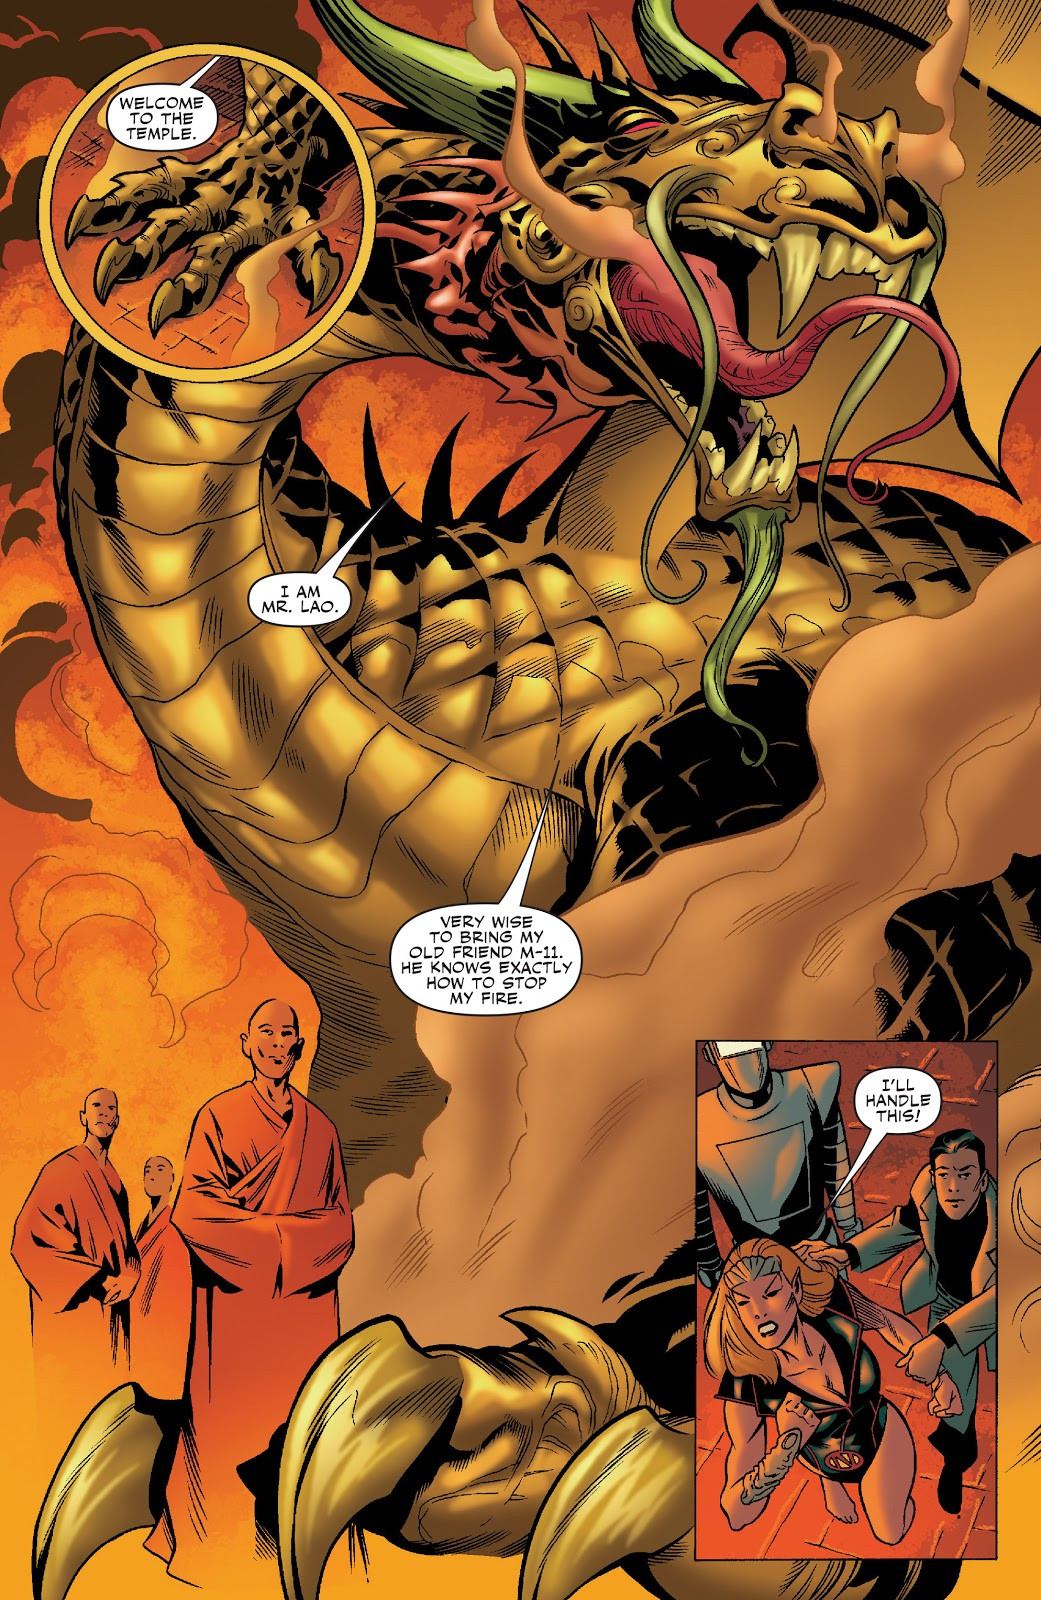 WELCOME
TO THE
TEMPLE.
I AM
MR. LAO.
VERY WISE
TO BRING MY
OLD FRIEND M-11.
HE KNOWS EXACTLY
HOW TO STOP
MY FIRE.
I'LL
HANDLE
THIS!